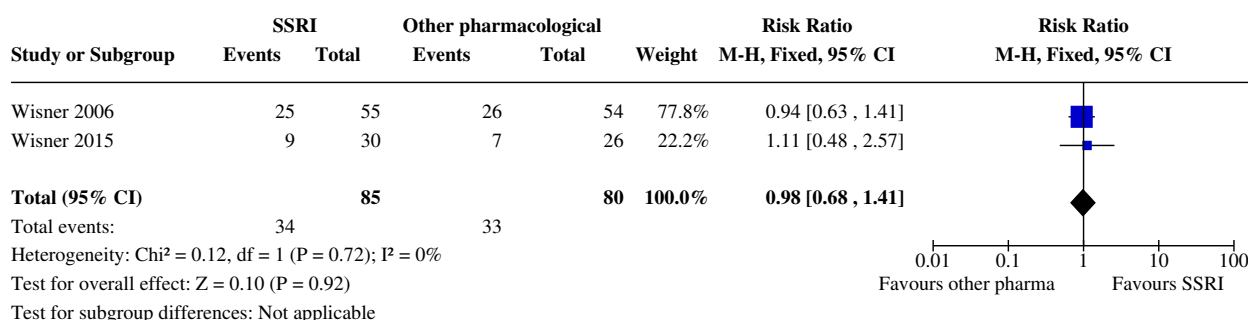 SSRI Other pharmacological Risk Ratio Risk Ratio
Study or Subgroup Events Total Events Total Weight M-H, Fixed, 95% CI M-H, Fixed, 95% CI
Wisner 2006 25 55 26 54 77.8% 0.94 [0.63 , 1.41]
Wisner 2015 9 30 7 26 22.2% 1.11 [0.48 , 2.57]
Total (95% CI) 85 80 100.0% 0.98 [0.68 , 1.41]
Total events: 34 33
Heterogeneity: Chi² = 0.12, df = 1 (P = 0.72); I² = 0%
0.01 0.1 1 10 100
Test for overall effect: Z = 0.10 (P = 0.92)
Favours other pharma Favours SSRI
Test for subgroup differences: Not applicable